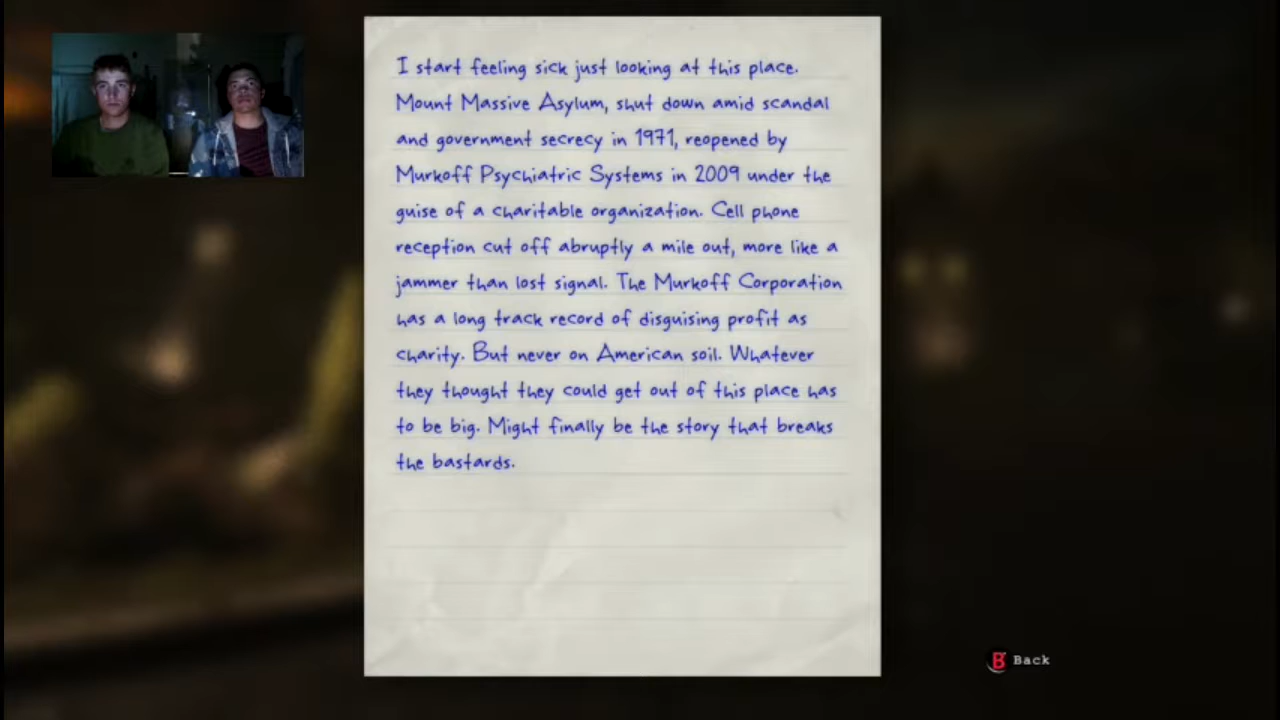 I start feeling sick just looking at this place.
Mount Massive Asylum, shut down amid scandal
and government secrecy in 1971, reopened by
Murkoff Psychiatric Systems in 2009 under the
guise of a charitable organization. Cell phone
reception cut off abruptly a mile out, more like a
jammer than lost signal. The Murkoff Corporation
has a long track record of disguising profit as
charity. But never on American soil. Whatever
they thought they could get out of this place has
to be big. Might finally be the story that breaks
the bastards.
B Back